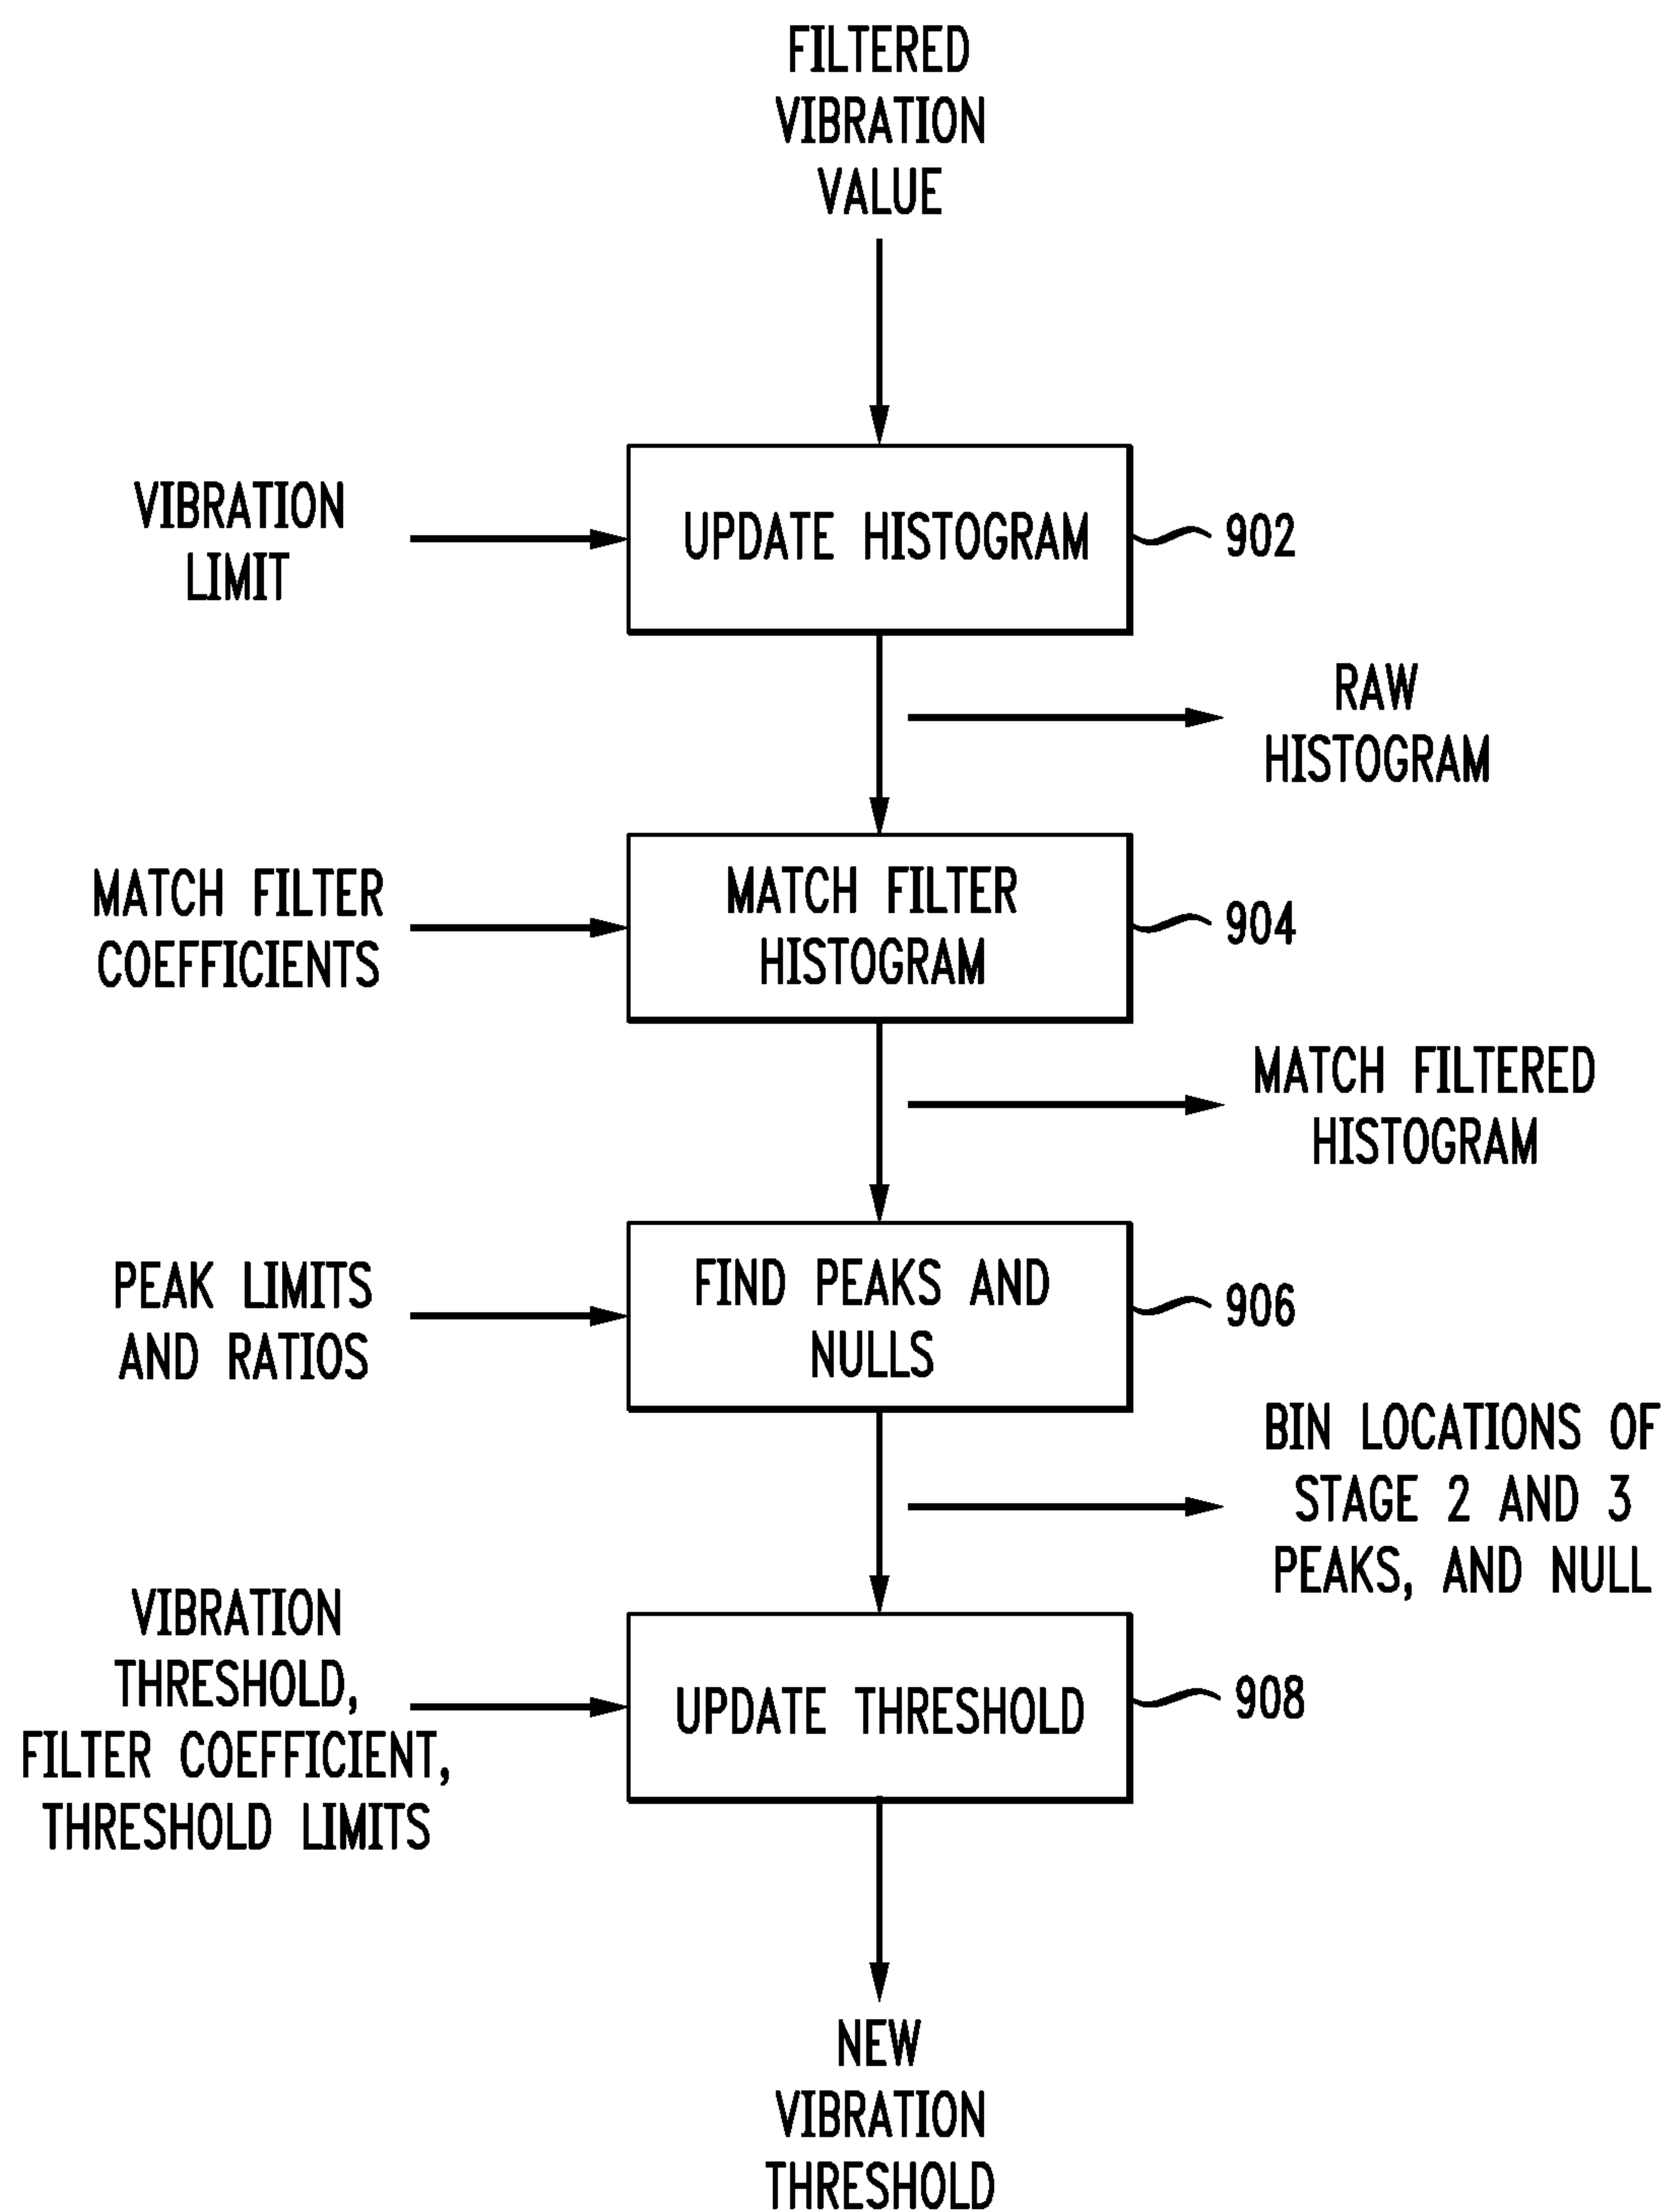 FILTERED
VIBRATION
VALUE
VIBRATION
LIMIT
UPDATE HISTOGRAM
902
RAW
HISTOGRAM
MATCH FILTER
COEFFICIENTS
MATCH FILTER
HISTOGRAM
904
MATCH FILTERED
HISTOGRAM
PEAK LIMITS
AND RATIOS
FIND PEAKS AND
NULLS
906
BIN LOCATIONS OF
STAGE 2 AND 3
PEAKS, AND NULL
VIBRATION
THRESHOLD,
FILTER COEFFICIENT,
THRESHOLD LIMITS
UPDATE THRESHOLD
908
NEW
VIBRATION
THRESHOLD